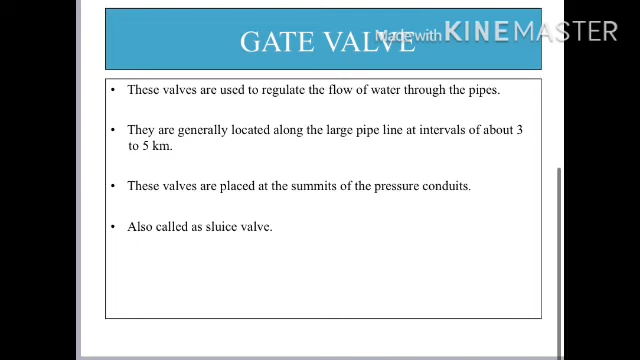 GATE VALVE
Made with KINEMASTER
• These valves are used to regulate the flow of water through the pipes.
• They are generally located along the large pipe line at intervals of about 3
to 5 km.
• These valves are placed at the summits of the pressure conduits.
• Also called as sluice valve.